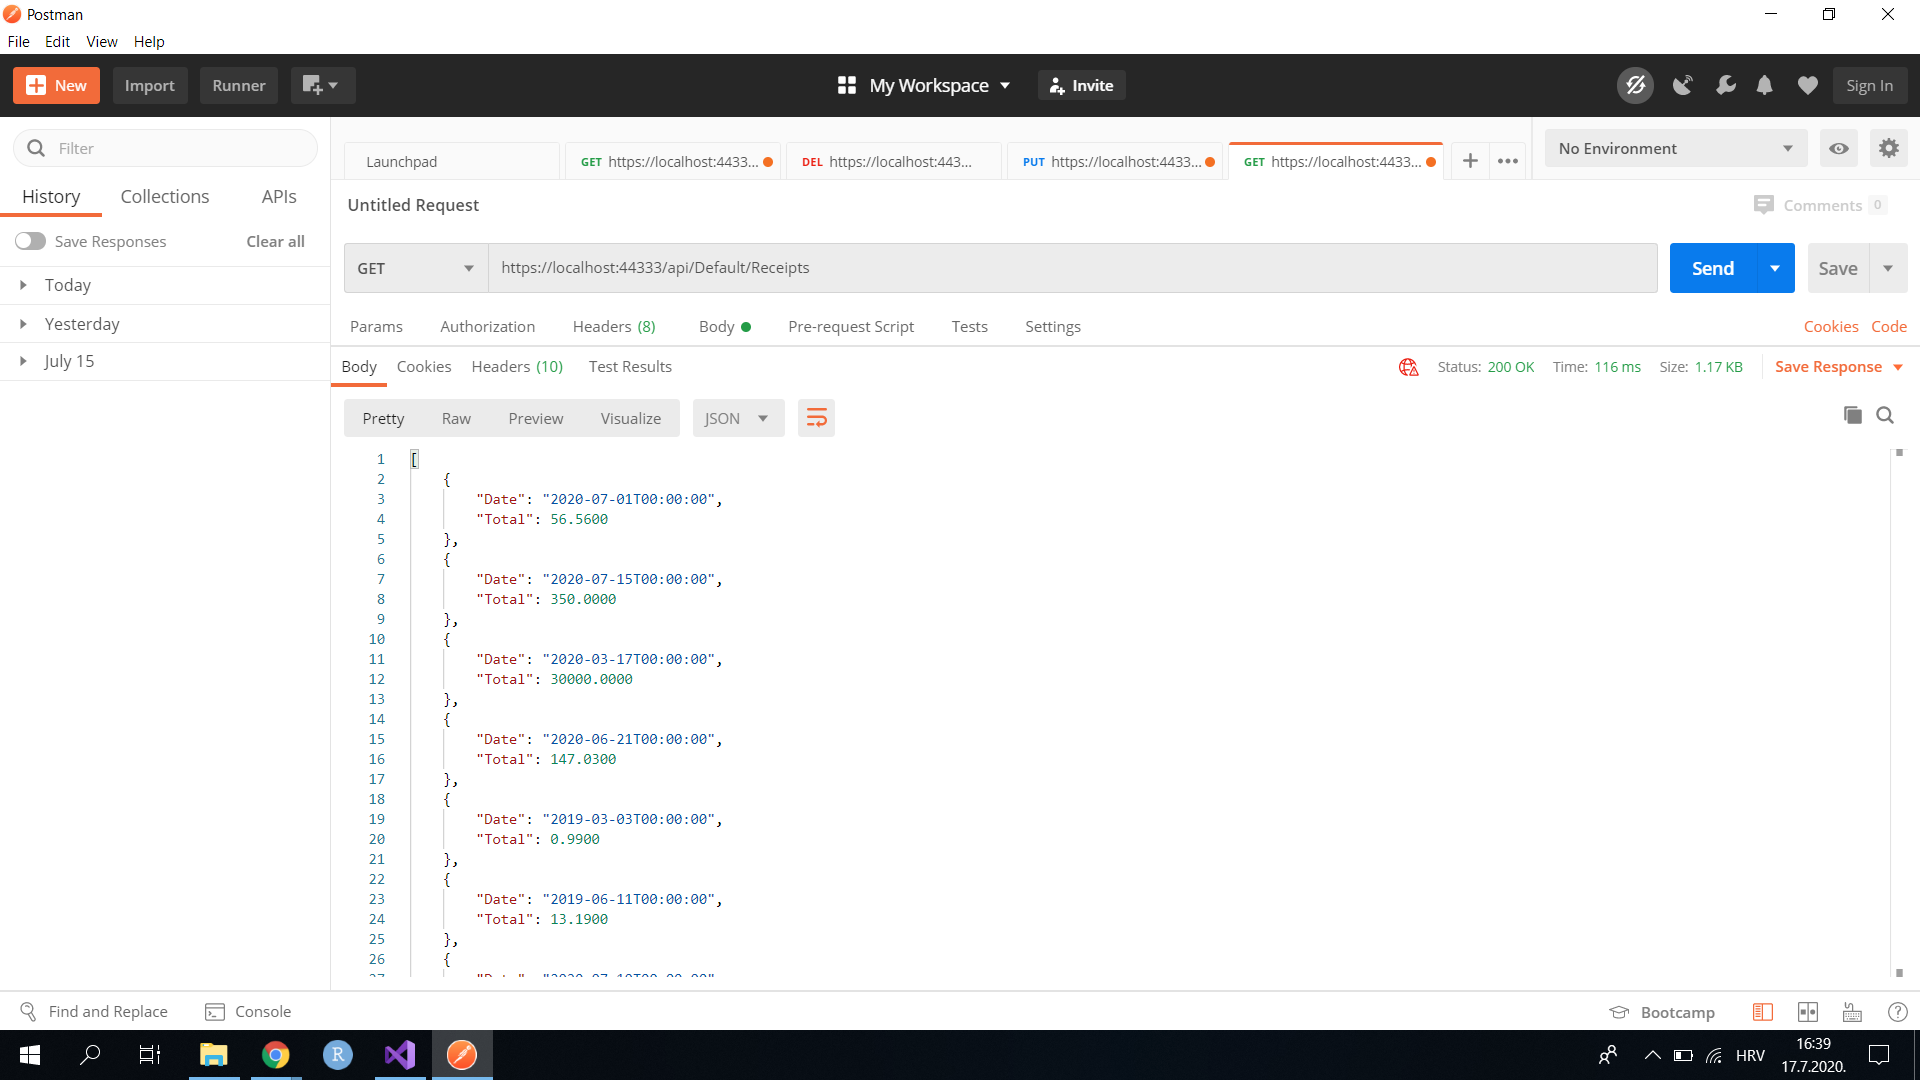 Postman
File Edit View Help
New Import Runner My Workspace Invite Sign In
Filter
History Collections APIs
Save Responses Clear all
Today
Yesterday
July 15
Launchpad GET https://localhost:4433... DEL https://localhost:443... PUT https://localhost:4433... GET https://localhost:4433... No Environment
Untitled Request Comments 0
GET https://localhost:44333/api/Default/Receipts Send Save
Params Authorization Headers (8) Body Pre-request Script Tests Settings Cookies Code
Body Cookies Headers (10) Test Results Status: 200 OK Time: 116 ms Size: 1.17 KB Save Response
Pretty Raw Preview Visualize JSON
1 [
2 {
3 "Date": "2020-07-01T00:00:00",
4 "Total": 56.5600
5 },
6 {
7 "Date": "2020-07-15T00:00:00",
8 "Total": 350.0000
9 },
10 {
11 "Date": "2020-03-17T00:00:00",
12 "Total": 30000.0000
13 },
14 {
15 "Date": "2020-06-21T00:00:00",
16 "Total": 147.0300
17 },
18 {
19 "Date": "2019-03-03T00:00:00",
20 "Total": 0.9900
21 },
22 {
23 "Date": "2019-06-11T00:00:00",
24 "Total": 13.1900
25 },
26 {
Find and Replace Console Bootcamp
HRV 16:39
17.7.2020.